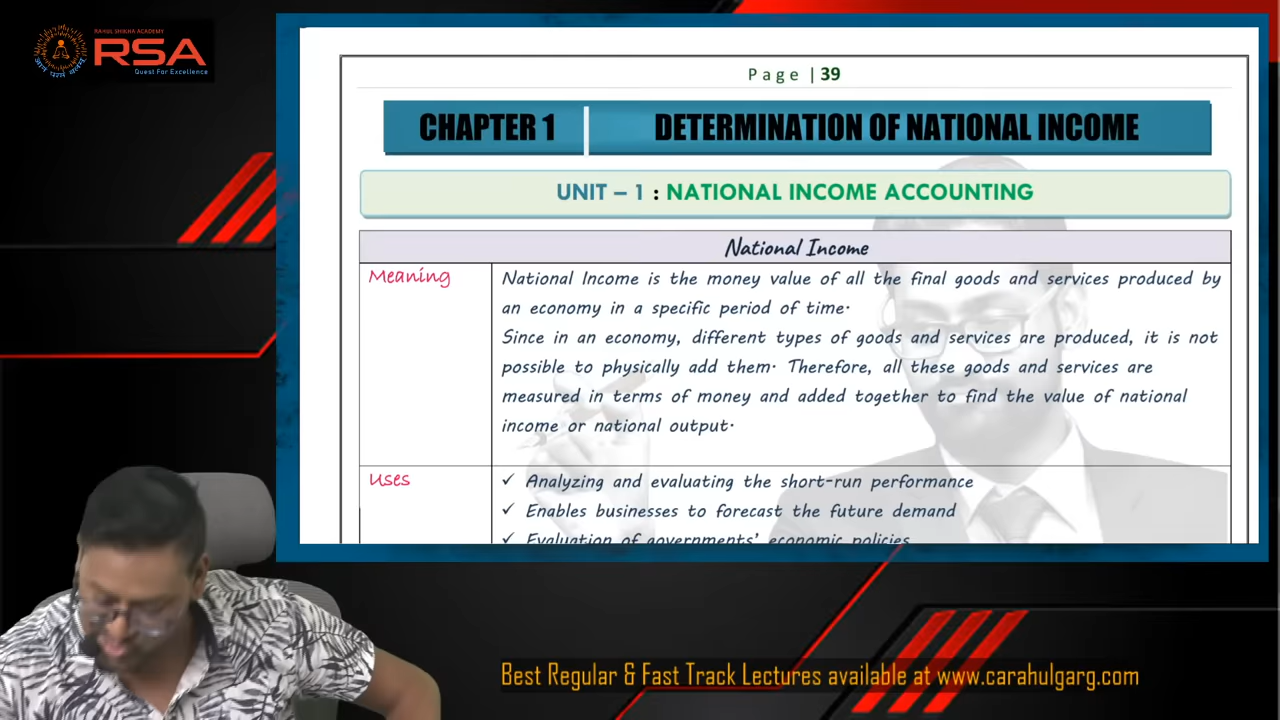 RAHUL SHIKHA ACADEMY
RSA
Quest For Excellence
Page | 39
CHAPTER 1 DETERMINATION OF NATIONAL INCOME
UNIT – 1 : NATIONAL INCOME ACCOUNTING
National Income
Meaning
National Income is the money value of all the final goods and services produced by
an economy in a specific period of time.
Since in an economy, different types of goods and services are produced, it is not
possible to physically add them. Therefore, all these goods and services are
measured in terms of money and added together to find the value of national
income or national output.
Uses
✓ Analyzing and evaluating the short-run performance
✓ Enables businesses to forecast the future demand
✓ Evaluation of governments' economic policies
Best Regular & Fast Track Lectures available at www.carahulgarg.com